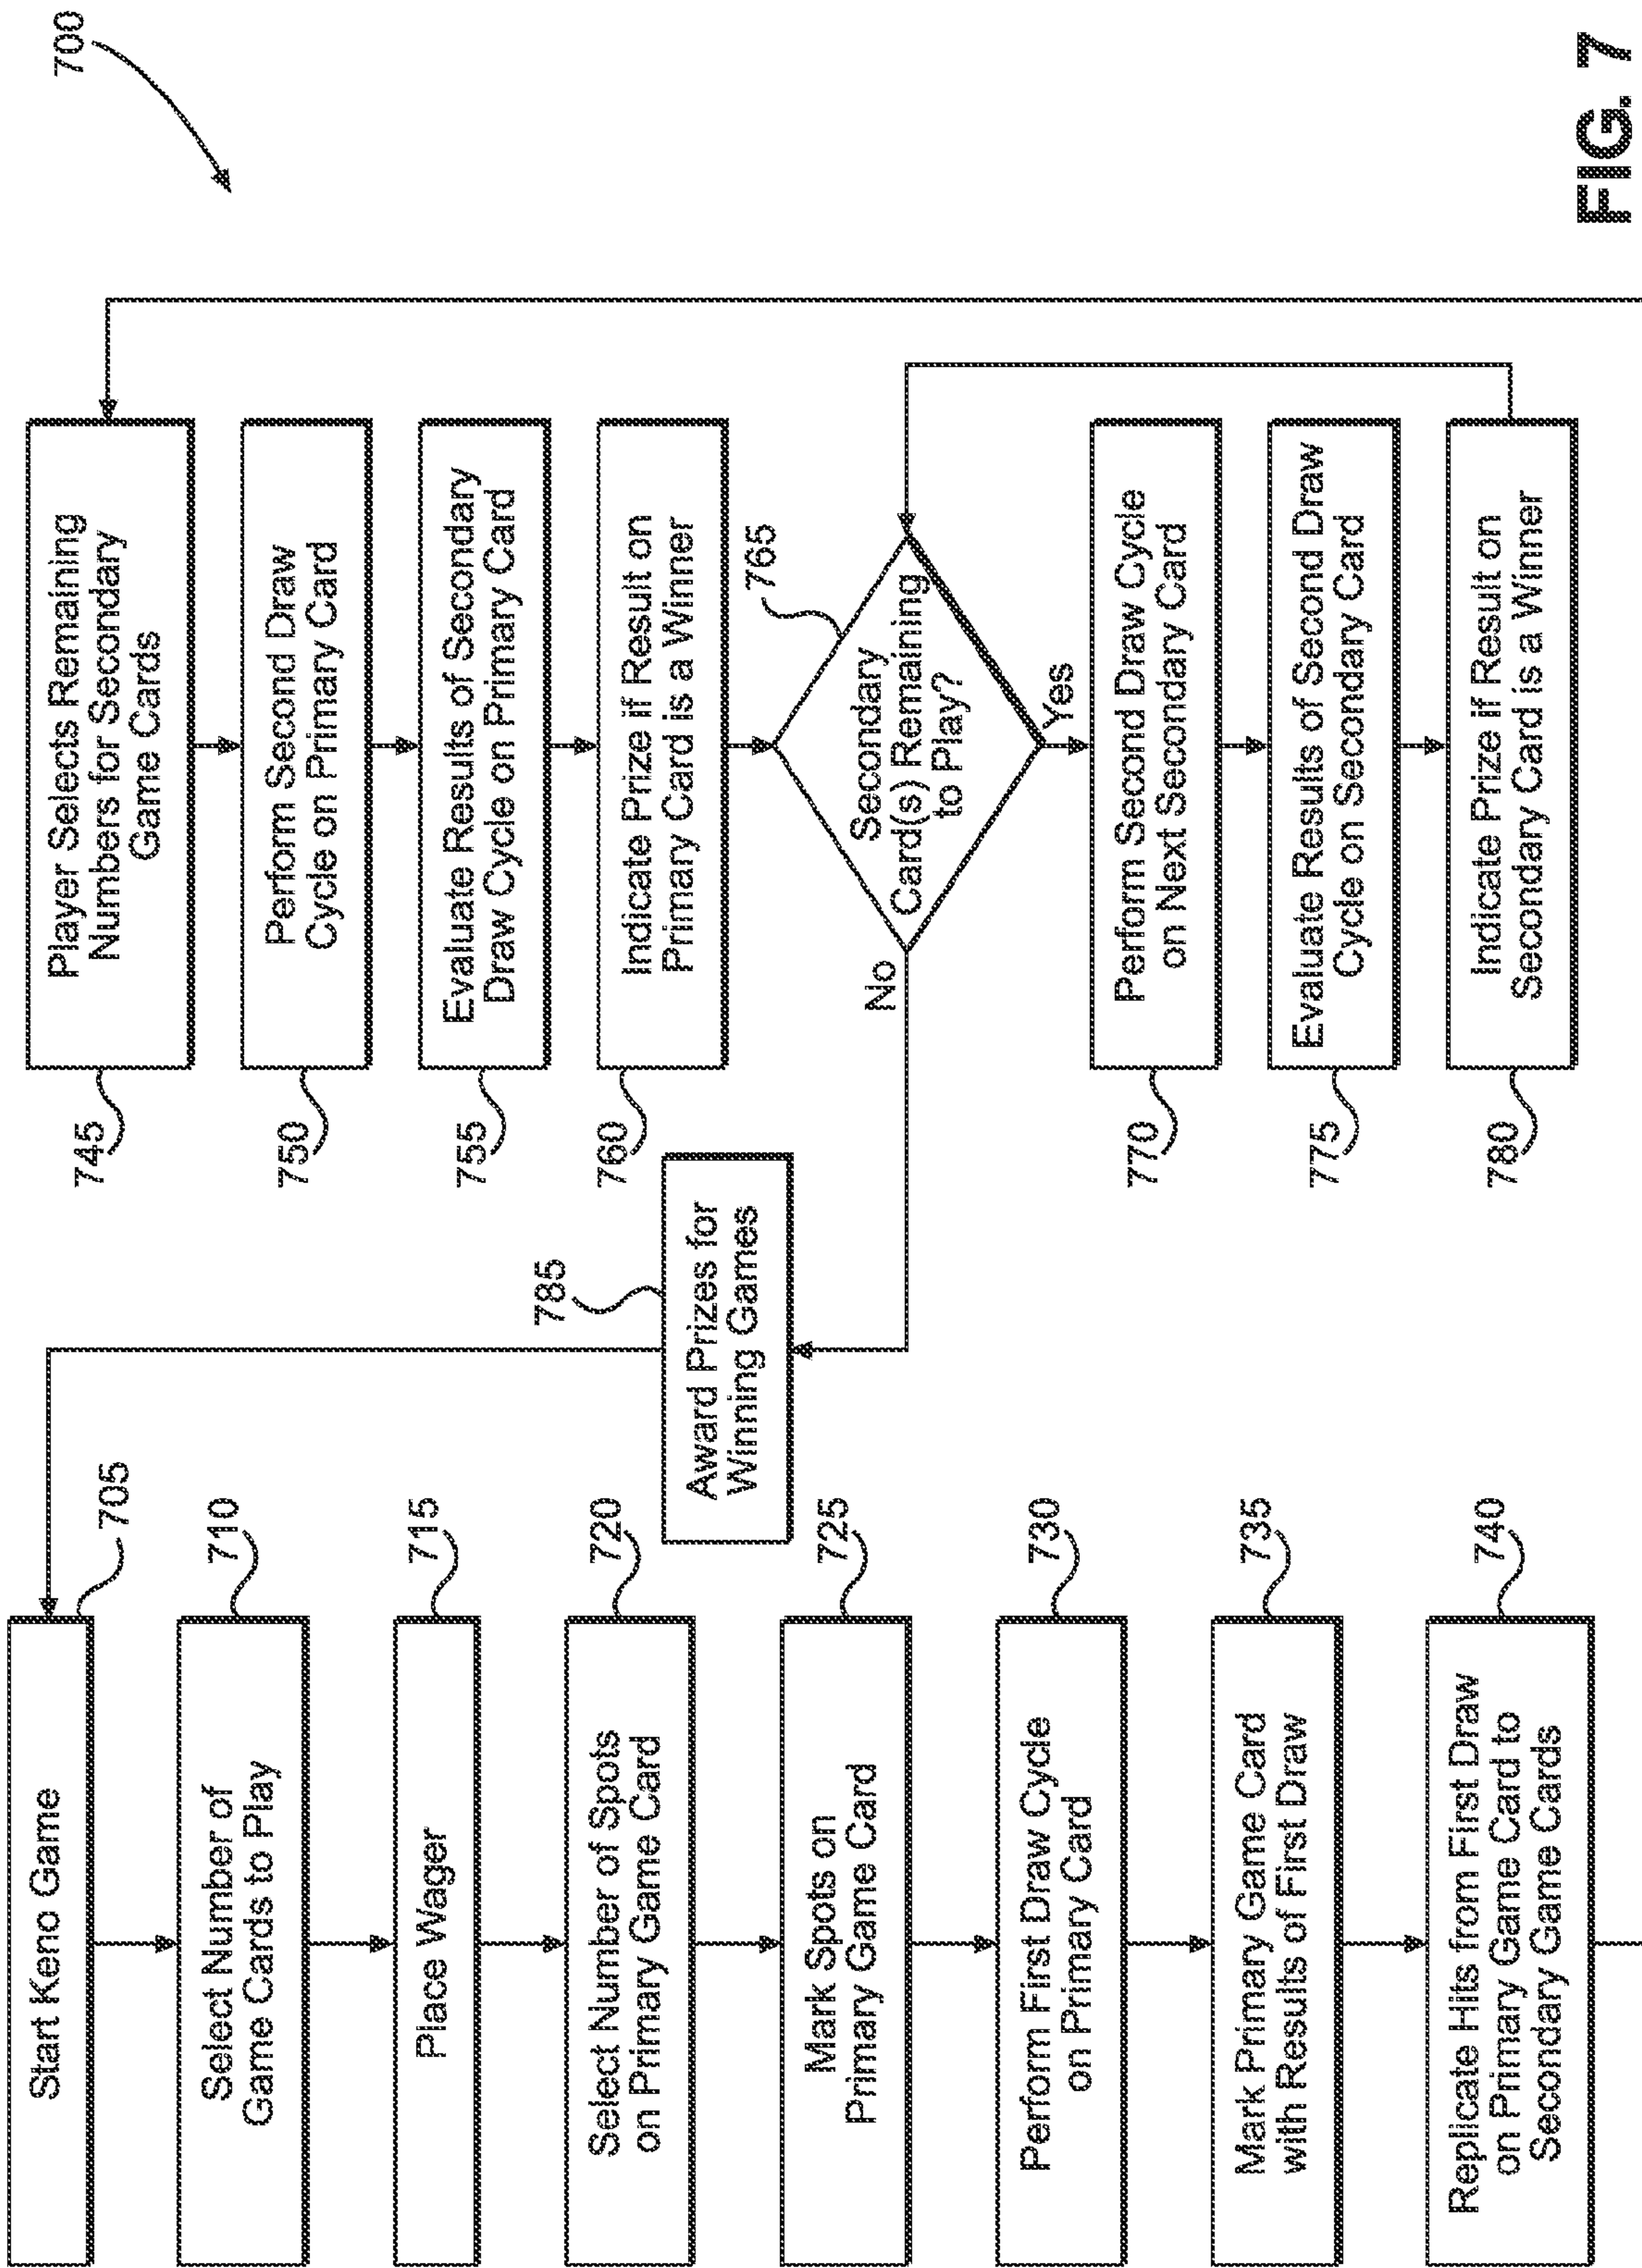 700
Start Keno Game
705
Select Number of
Game Cards to Play
710
Place Wager
715
Select Number of Spots
on Primary Game Card
720
Mark Spots on
Primary Game Card
725
Perform First Draw Cycle
on Primary Card
730
Mark Primary Game Card
with Results of First Draw
735
Replicate Hits from First Draw
on Primary Game Card to
Secondary Game Cards
740
Player Selects Remaining
Numbers for Secondary
Game Cards
745
Perform Second Draw
Cycle on Primary Card
750
Evaluate Results of Secondary
Draw Cycle on Primary Card
755
Indicate Prize if Result on
Primary Card is a Winner
760
Secondary
Card(s) Remaining
to Play?
765
No
Yes
Perform Second Draw Cycle
on Next Secondary Card
770
Evaluate Results of Second Draw
Cycle on Secondary Card
775
Indicate Prize if Result on
Secondary Card is a Winner
780
Award Prizes for
Winning Games
785
FIG. 7